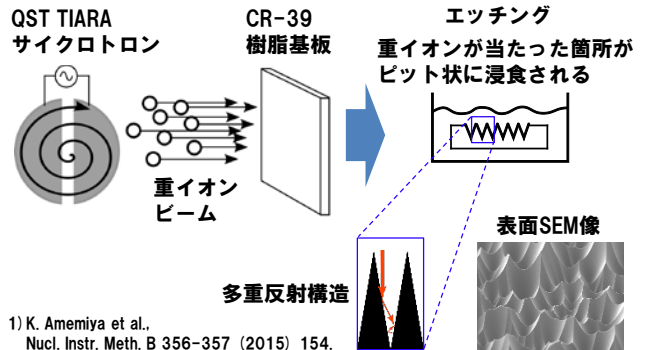 QST TIARA
サイクロトロン
CR-39
樹脂基板
エッチング
重イオンが当たった箇所が
ピット状に浸食される
重イオン
ビーム
表面SEM像
多重反射構造
1) K. Amemiya et al.,
Nucl. Instr. Meth. B 356-357 (2015) 154.